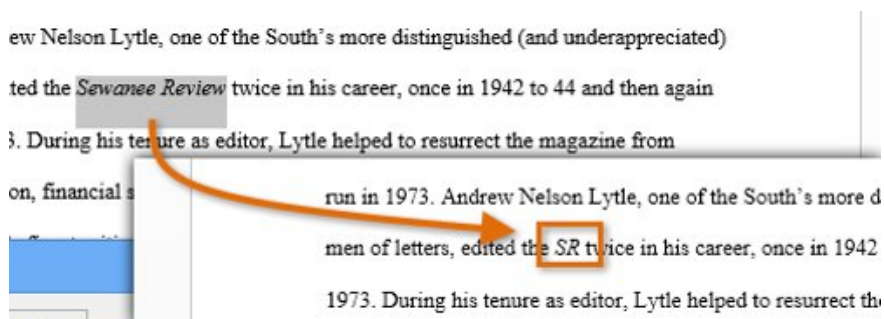 ew Nelson Lytle, one of the South's more distinguished (and underappreciated)
ted the Sewanee Review twice in his career, once in 1942 to 44 and then again
3. During his tenure as editor, Lytle helped to resurrect the magazine from
on, financial s
run in 1973. Andrew Nelson Lytle, one of the South's more d
men of letters, edited the SR twice in his career, once in 1942
1973. During his tenure as editor, Lytle helped to resurrect the